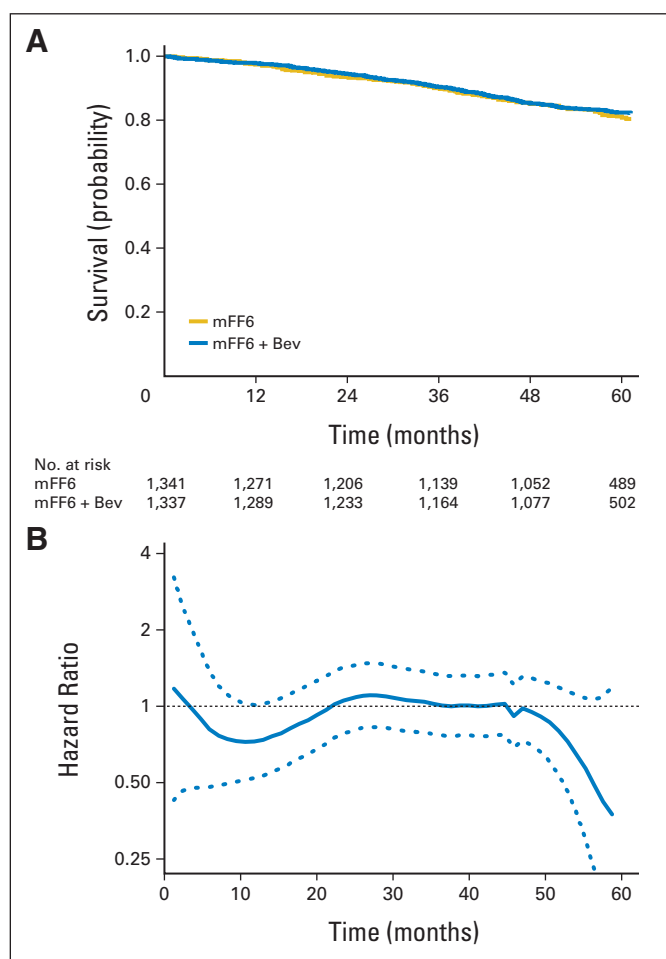 A
1.0
0.8
0.6
0.4
0.2
Survival (probability)
mFF6
mFF6 + Bev
0 12 24 36 48 60
Time (months)
No. at risk
mFF6 1,341 1,271 1,206 1,139 1,052 489
mFF6 + Bev 1,337 1,289 1,233 1,164 1,077 502
B
4
2
1
0.50
0.25
Hazard Ratio
0 10 20 30 40 50 60
Time (months)